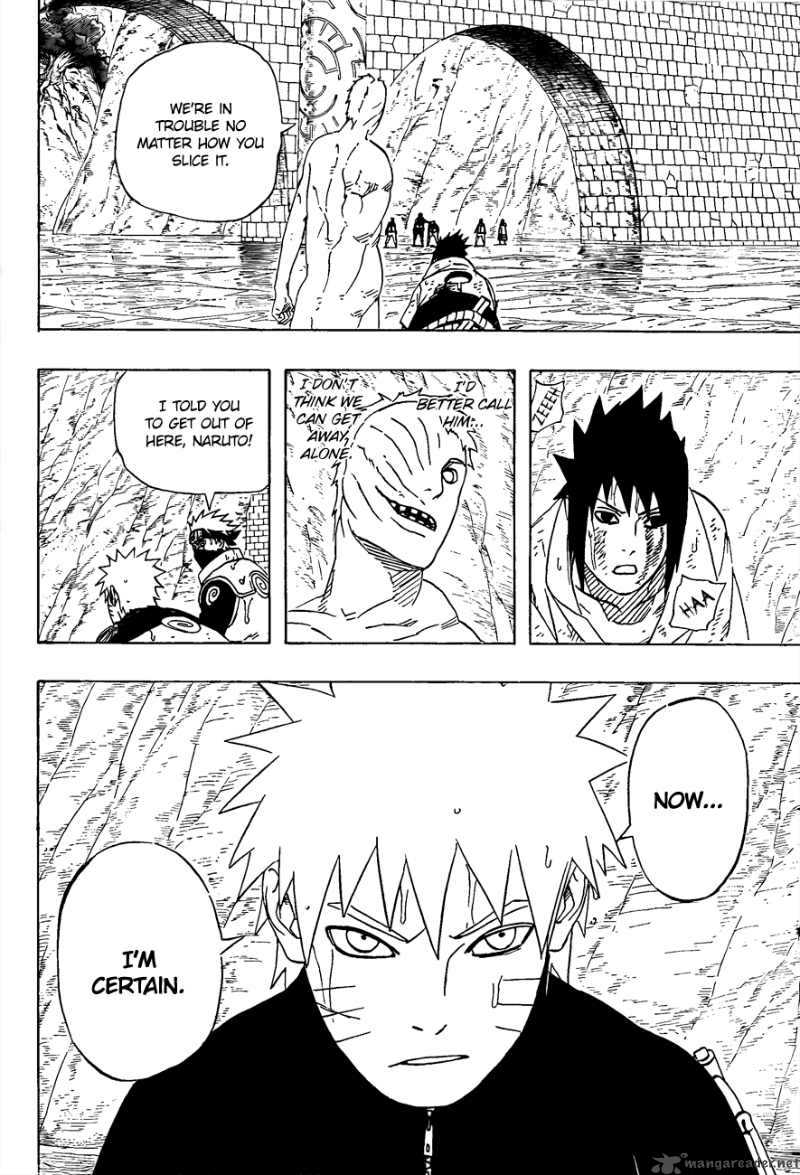 WE'RE IN
TROUBLE NO
MATTER HOW YOU
SLICE IT.
I TOLD YOU
TO GET OUT OF
HERE, NARUTO!
I DON'T
THINK WE
CAN GET
AWAY,
ALONE.
I'D
BETTER CALL
HIM...
ZEEEH
HAA
NOW...
I'M
CERTAIN.
mangareader.net